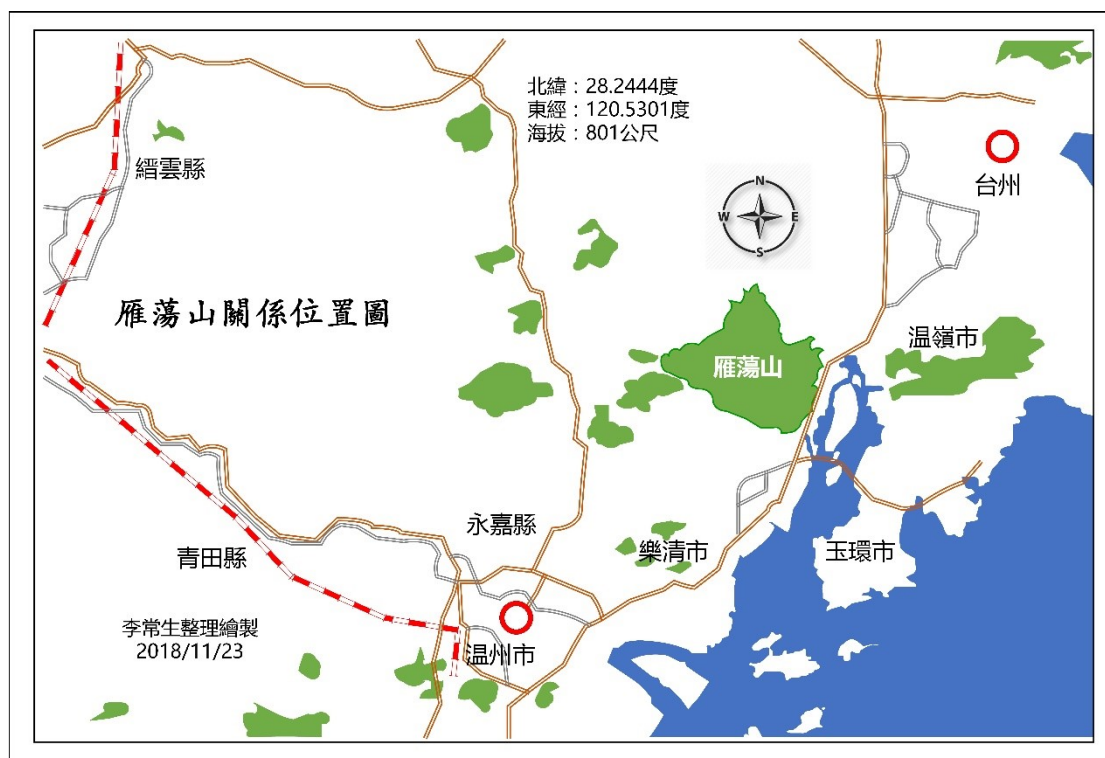 北緯：28.2444度
東經：120.5301度
海拔：801公尺
台州
縉雲縣
N
W
E
S
雁蕩山關係位置圖
温嶺市
雁蕩山
永嘉縣
青田縣
樂清市
玉環市
李常生整理繪製
2018/11/23
温州市